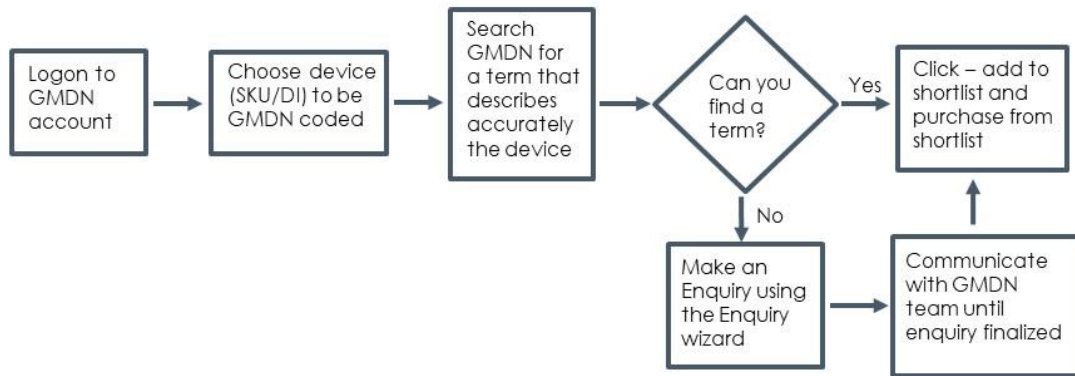 Logon to
GMDN
account
Choose device
(SKU/DI) to be
GMDN coded
Search
GMDN for
a term that
describes
accurately
the device
Can you
find a
term?
Yes
Click – add to
shortlist and
purchase from
shortlist
No
Make an
Enquiry using
the Enquiry
wizard
Communicate
with GMDN
team until
enquiry finalized